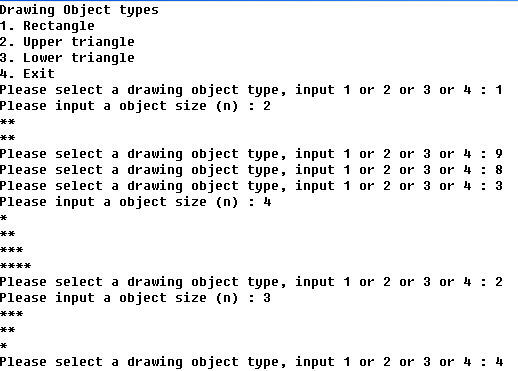 Drawing Object types
1. Rectangle
2. Upper triangle
3. Lower triangle
4. Exit
Please select a drawing object type, input 1 or 2 or 3 or 4 : 1
Please input a object size (n) : 2
**
**
Please select a drawing object type, input 1 or 2 or 3 or 4 : 9
Please select a drawing object type, input 1 or 2 or 3 or 4 : 8
Please select a drawing object type, input 1 or 2 or 3 or 4 : 3
Please input a object size (n) : 4
*
**
***
****
Please select a drawing object type, input 1 or 2 or 3 or 4 : 2
Please input a object size (n) : 3
***
**
*
Please select a drawing object type, input 1 or 2 or 3 or 4 : 4